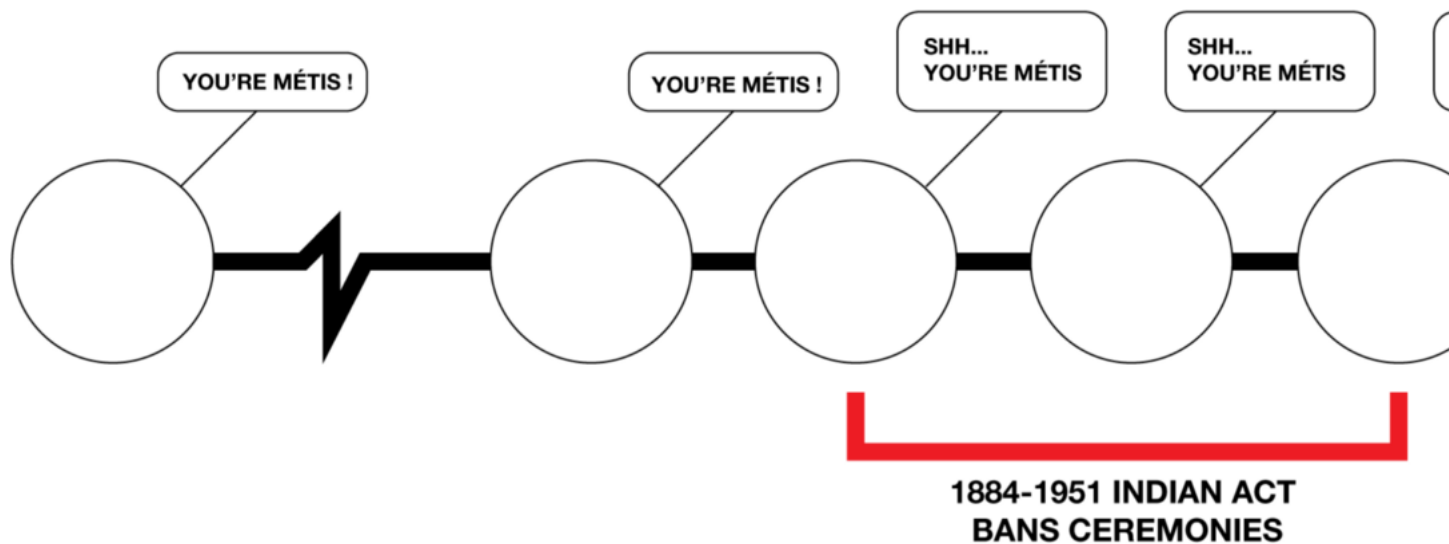 YOU'RE MÉTIS !
YOU'RE MÉTIS !
SHH...
YOU'RE MÉTIS
SHH...
YOU'RE MÉTIS
1884-1951 INDIAN ACT
BANS CEREMONIES